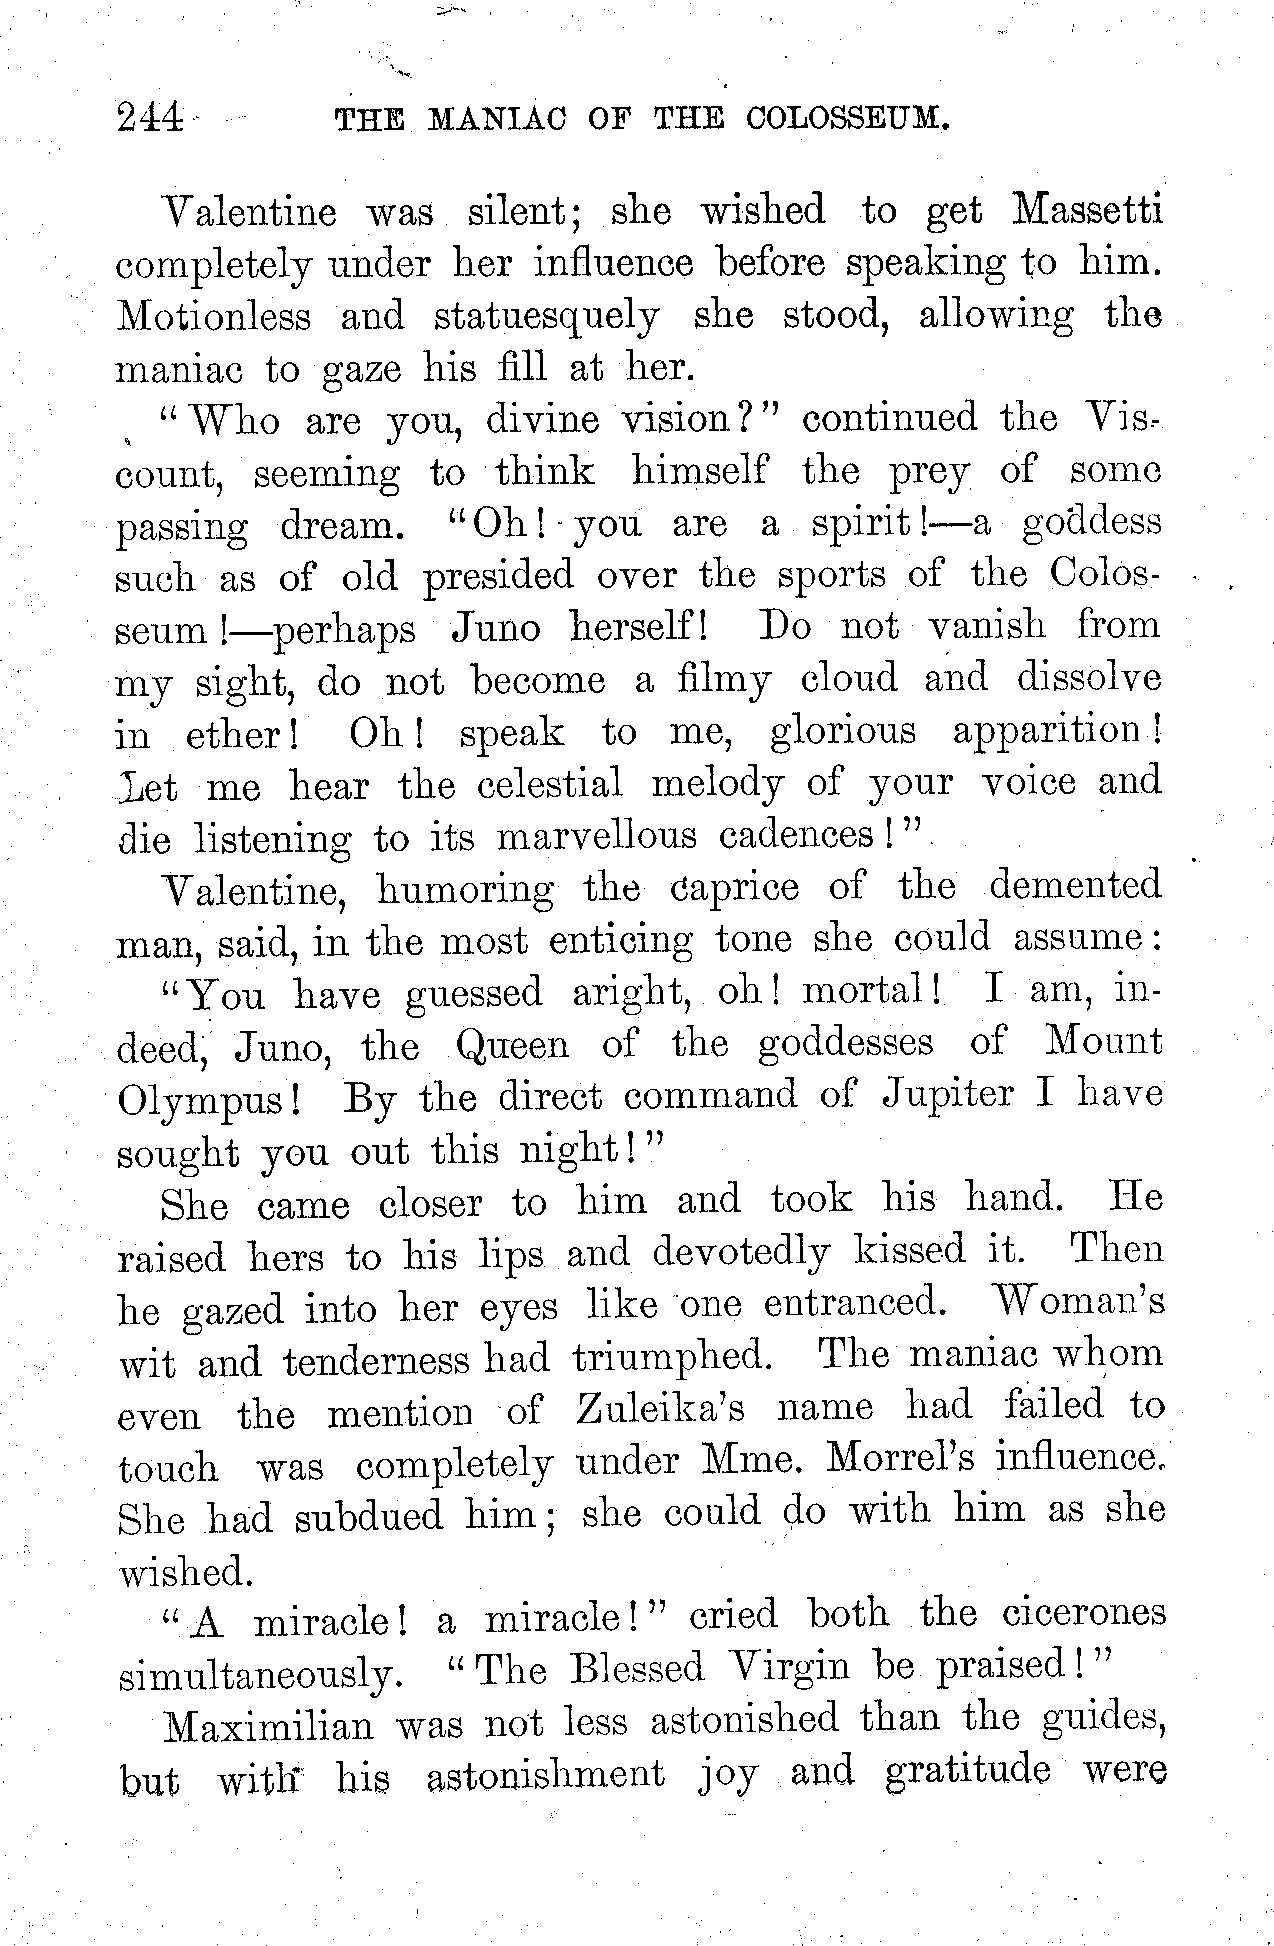 244 THE MANIAC OF THE COLOSSEUM.
Valentine was silent; she wished to get Massetti
completely under her influence before speaking to him.
Motionless and statuesquely she stood, allowing the
maniac to gaze his fill at her.
"Who are you, divine vision?" continued the Vis-
count, seeming to think himself the prey of some
passing dream. "Oh! you are a spirit!—a goddess
such as of old presided over the sports of the Colos-
seum!—perhaps Juno herself! Do not vanish from
my sight, do not become a filmy cloud and dissolve
in ether! Oh! speak to me, glorious apparition!
Let me hear the celestial melody of your voice and
die listening to its marvellous cadences!"
Valentine, humoring the caprice of the demented
man, said, in the most enticing tone she could assume:
"You have guessed aright, oh! mortal! I am, in-
deed, Juno, the Queen of the goddesses of Mount
Olympus! By the direct command of Jupiter I have
sought you out this night!"
She came closer to him and took his hand. He
raised hers to his lips and devotedly kissed it. Then
he gazed into her eyes like one entranced. Woman's
wit and tenderness had triumphed. The maniac whom
even the mention of Zuleika's name had failed to
touch was completely under Mme. Morrel's influence.
She had subdued him; she could do with him as she
wished.
"A miracle! a miracle!" cried both the cicerones
simultaneously. "The Blessed Virgin be praised!"
Maximilian was not less astonished than the guides,
but with his astonishment joy and gratitude were